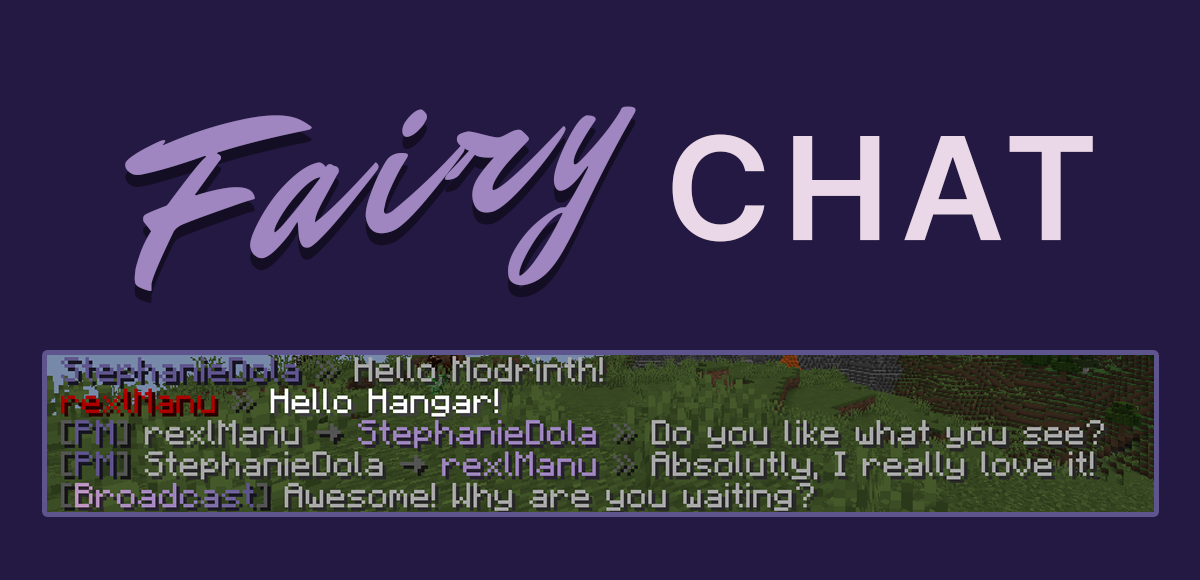 Fairy CHAT
StephanieDola » Hello Modrinth!
rexlManu » Hello Hangar!
[PM] rexlManu → StephanieDola » Do you like what you see?
[PM] StephanieDola → rexlManu » Absolutly, I really love it!
[Broadcast] Awesome! Why are you waiting?